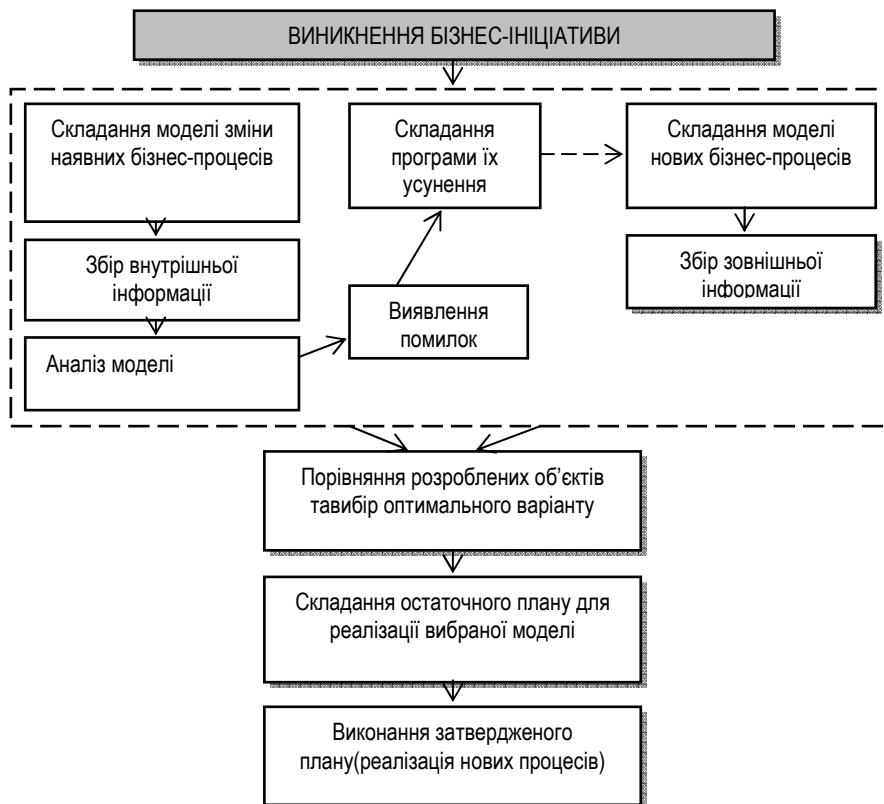 ВИНИКНЕННЯ БІЗНЕС-ІНІЦІАТИВИ
Складання моделі зміни
наявних бізнес-процесів
Збір внутрішньої
інформації
Аналіз моделі
Складання
програми їх
усунення
Виявлення
помилок
Складання моделі
нових бізнес-процесів
Збір зовнішньої
інформації
Порівняння розроблених об’єктів
тавибір оптимального варіанту
Складання остаточного плану для
реалізації вибраної моделі
Виконання затвердженого
плану(реалізація нових процесів)